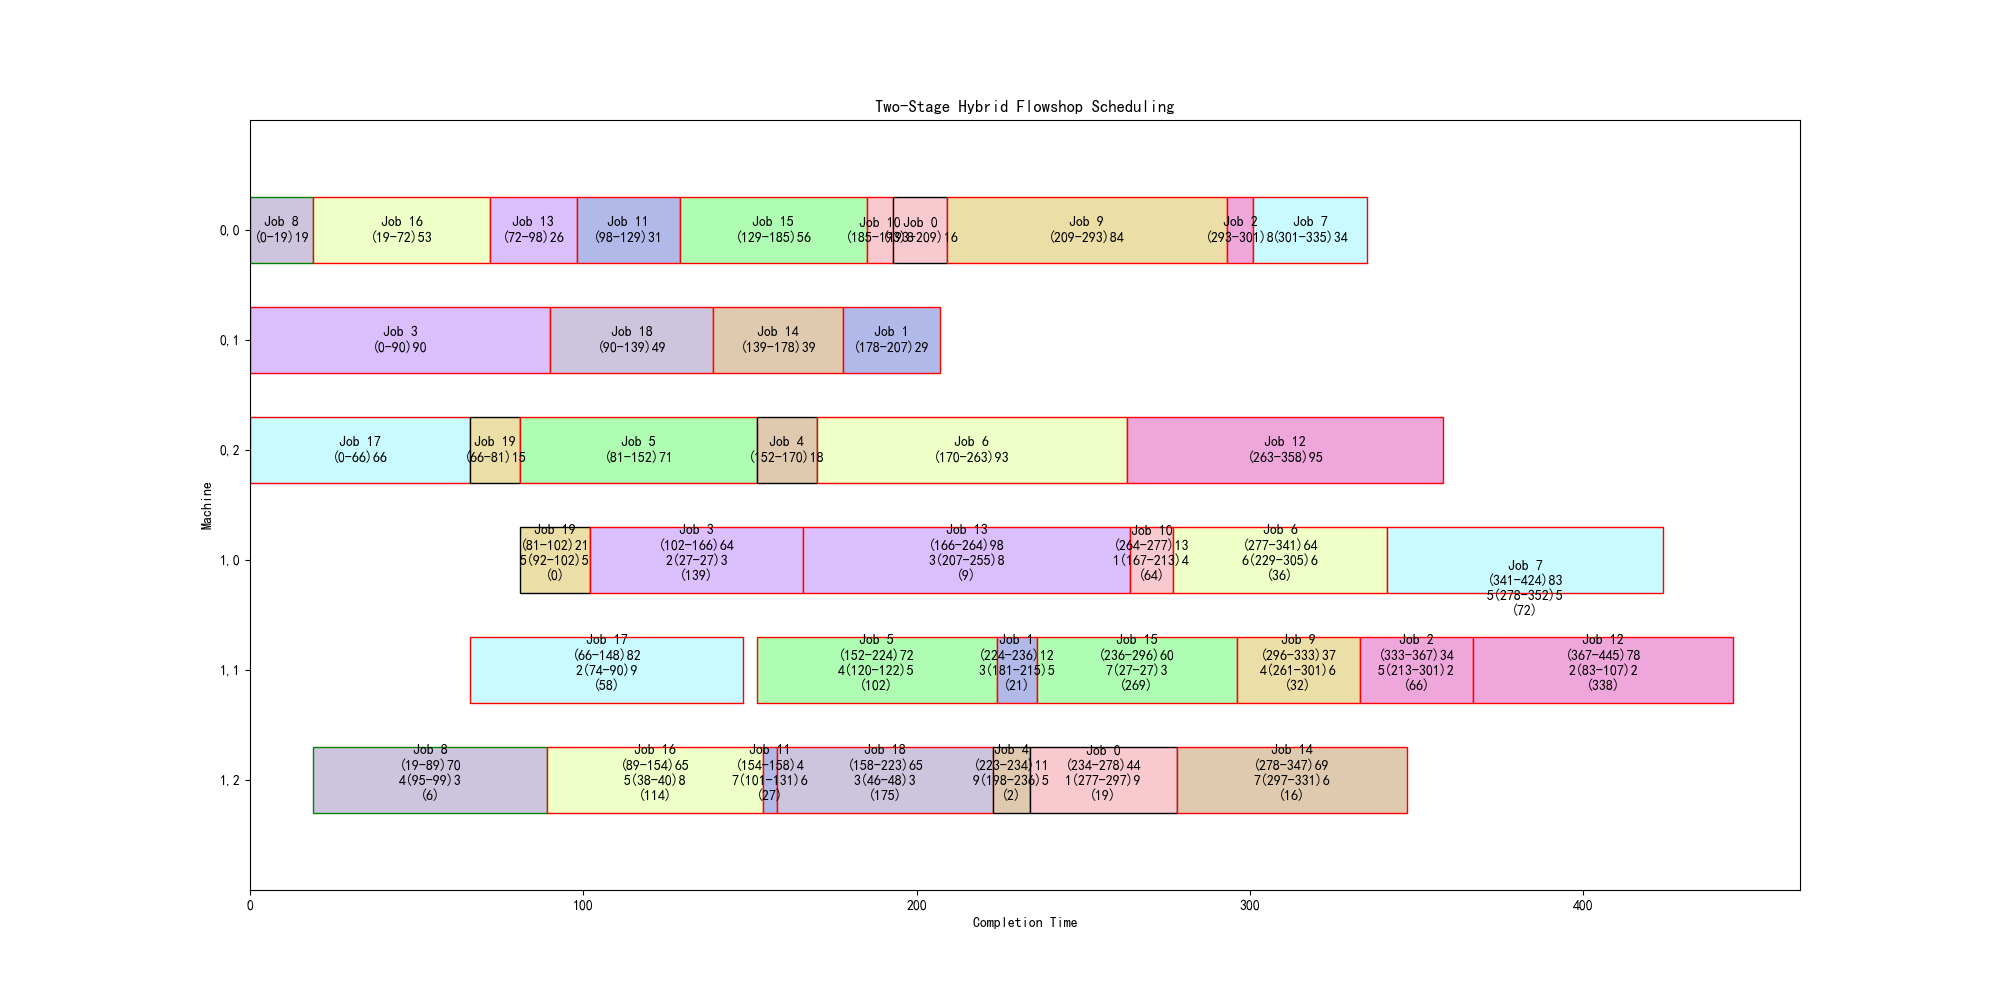 Two-Stage Hybrid Flowshop Scheduling
Machine
0,0
Job 8
(0-19)19
Job 16
(19-72)53
Job 13
(72-98)26
Job 11
(98-129)31
Job 15
(129-185)56
Job 10
(185-193)8
Job 0
(193-209)16
Job 9
(209-293)84
Job 2
(293-301)8
Job 7
(301-335)34
0,1
Job 3
(0-90)90
Job 18
(90-139)49
Job 14
(139-178)39
Job 1
(178-207)29
0,2
Job 17
(0-66)66
Job 19
(66-81)15
Job 5
(81-152)71
Job 4
(152-170)18
Job 6
(170-263)93
Job 12
(263-358)95
1,0
Job 19
(81-102)21
5(92-102)5
(0)
Job 3
(102-166)64
2(27-27)3
(139)
Job 13
(166-264)98
3(207-255)8
(9)
Job 10
(264-277)13
1(167-213)4
(64)
Job 6
(277-341)64
6(229-305)6
(36)
Job 7
(341-424)83
5(278-352)5
(72)
1,1
Job 17
(66-148)82
2(74-90)9
(58)
Job 5
(152-224)72
4(120-122)5
(102)
Job 1
(224-236)12
3(181-215)5
(21)
Job 15
(236-296)60
7(27-27)3
(269)
Job 9
(296-333)37
4(261-301)6
(32)
Job 2
(333-367)34
5(213-301)2
(66)
Job 12
(367-445)78
2(83-107)2
(338)
1,2
Job 8
(19-89)70
4(95-99)3
(6)
Job 16
(89-154)65
5(38-40)8
(114)
Job 11
(154-158)4
7(101-131)6
(27)
Job 18
(158-223)65
3(46-48)3
(175)
Job 4
(223-234)11
9(198-236)5
(2)
Job 0
(234-278)44
1(277-297)9
(19)
Job 14
(278-347)69
7(297-331)6
(16)
0
100
200
300
400
Completion Time